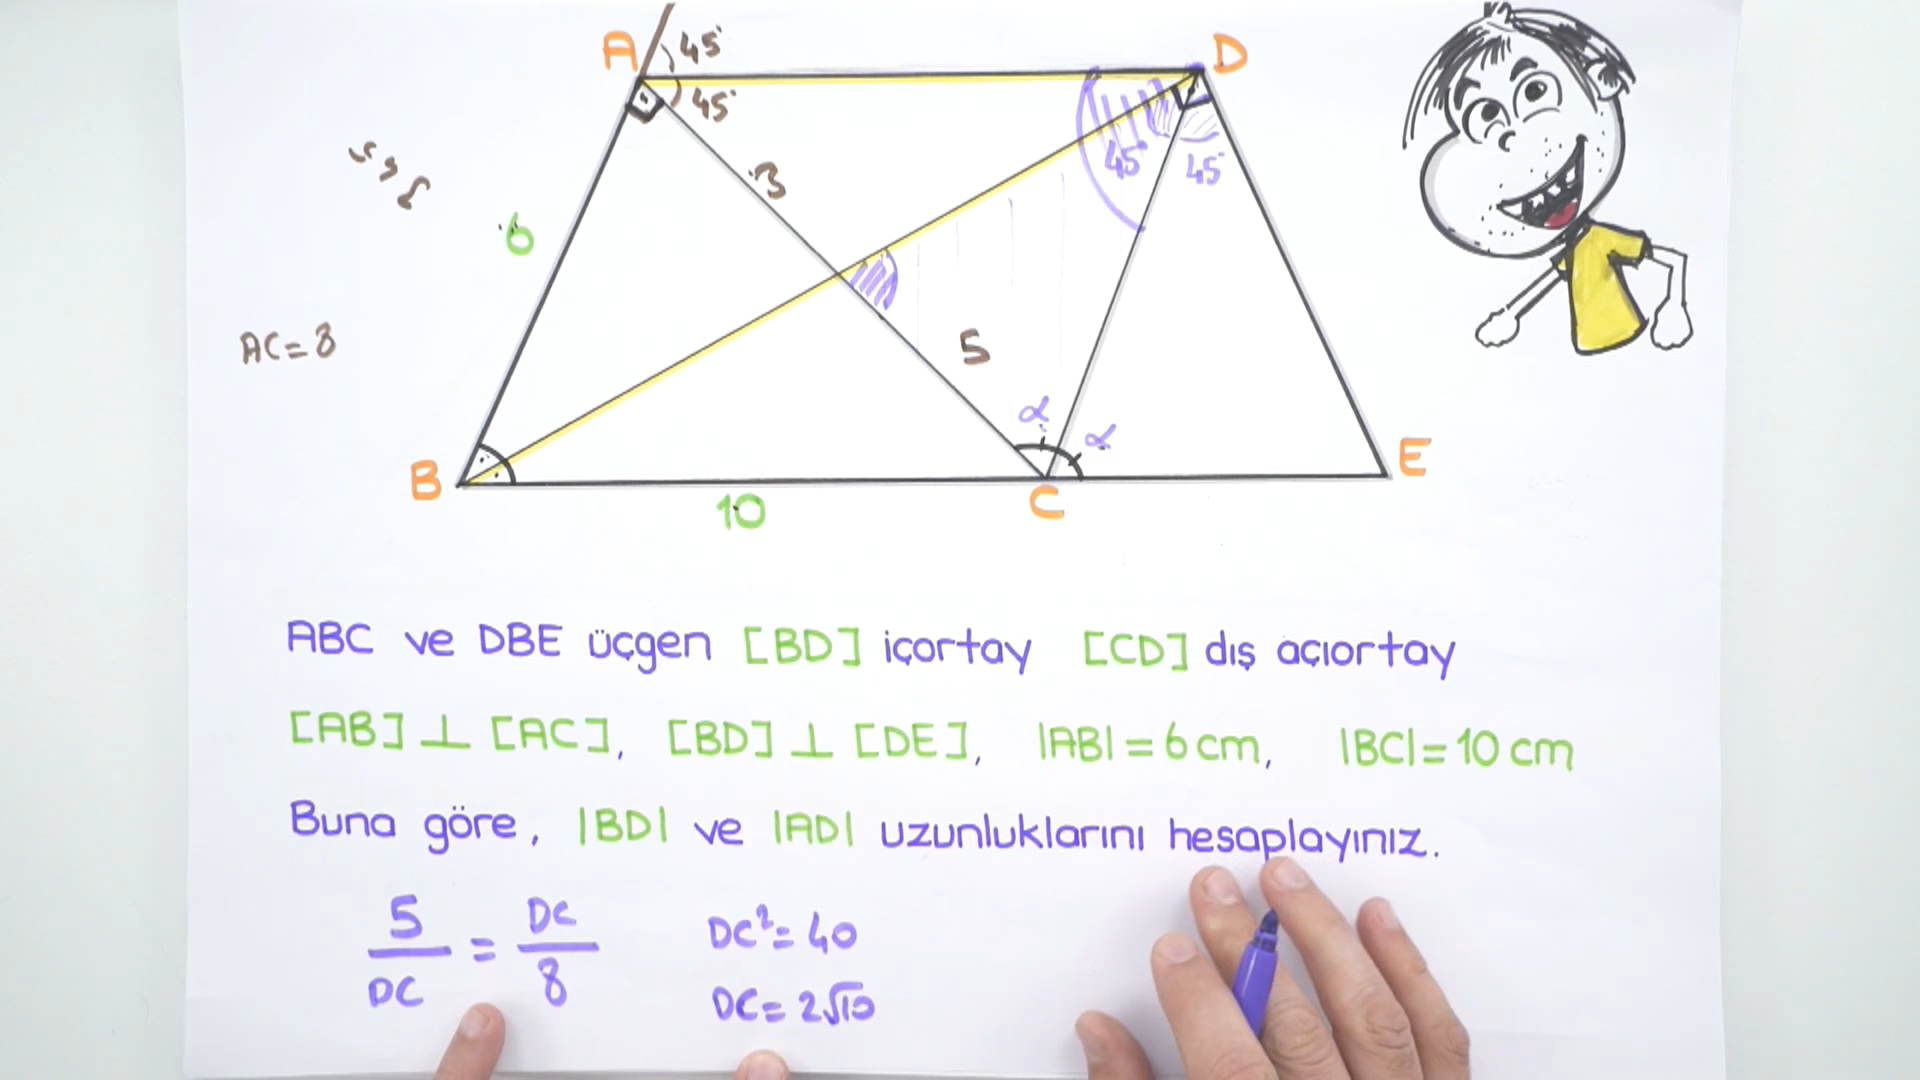 A
45°
45°
D
3
45°
45°
6
AC=8
5
α
α
B
C
E
10
ABC ve DBE üçgen [BD] içortay [CD] dış açıortay
[AB] ⊥ [AC], [BD] ⊥ [DE], |AB| = 6 cm, |BC| = 10 cm
Buna göre, |BD| ve |AD| uzunluklarını hesaplayınız.
5/DC = DC/8
DC²= 40
DC= 2√10